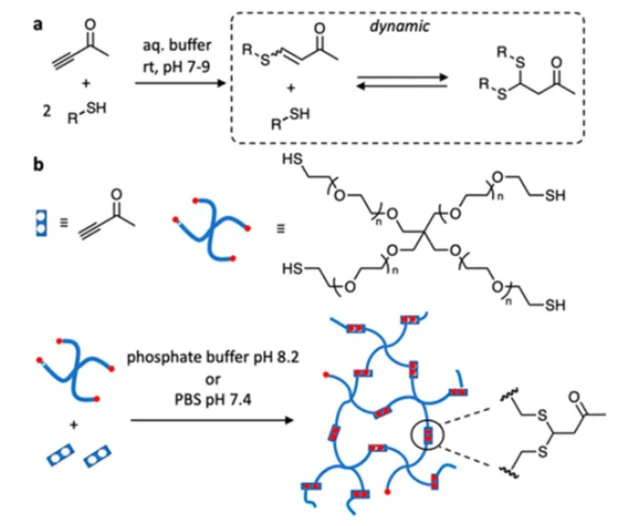 a
O
aq. buffer
rt, pH 7-9
+
2 R-SH
R S O
+
R-SH
dynamic
R S
R S O
b
≡
O
≡
HS
O
n
O
O
O
n
SH
HS
O
n
O
O
O
n
SH
+
phosphate buffer pH 8.2
or
PBS pH 7.4
S
S
O